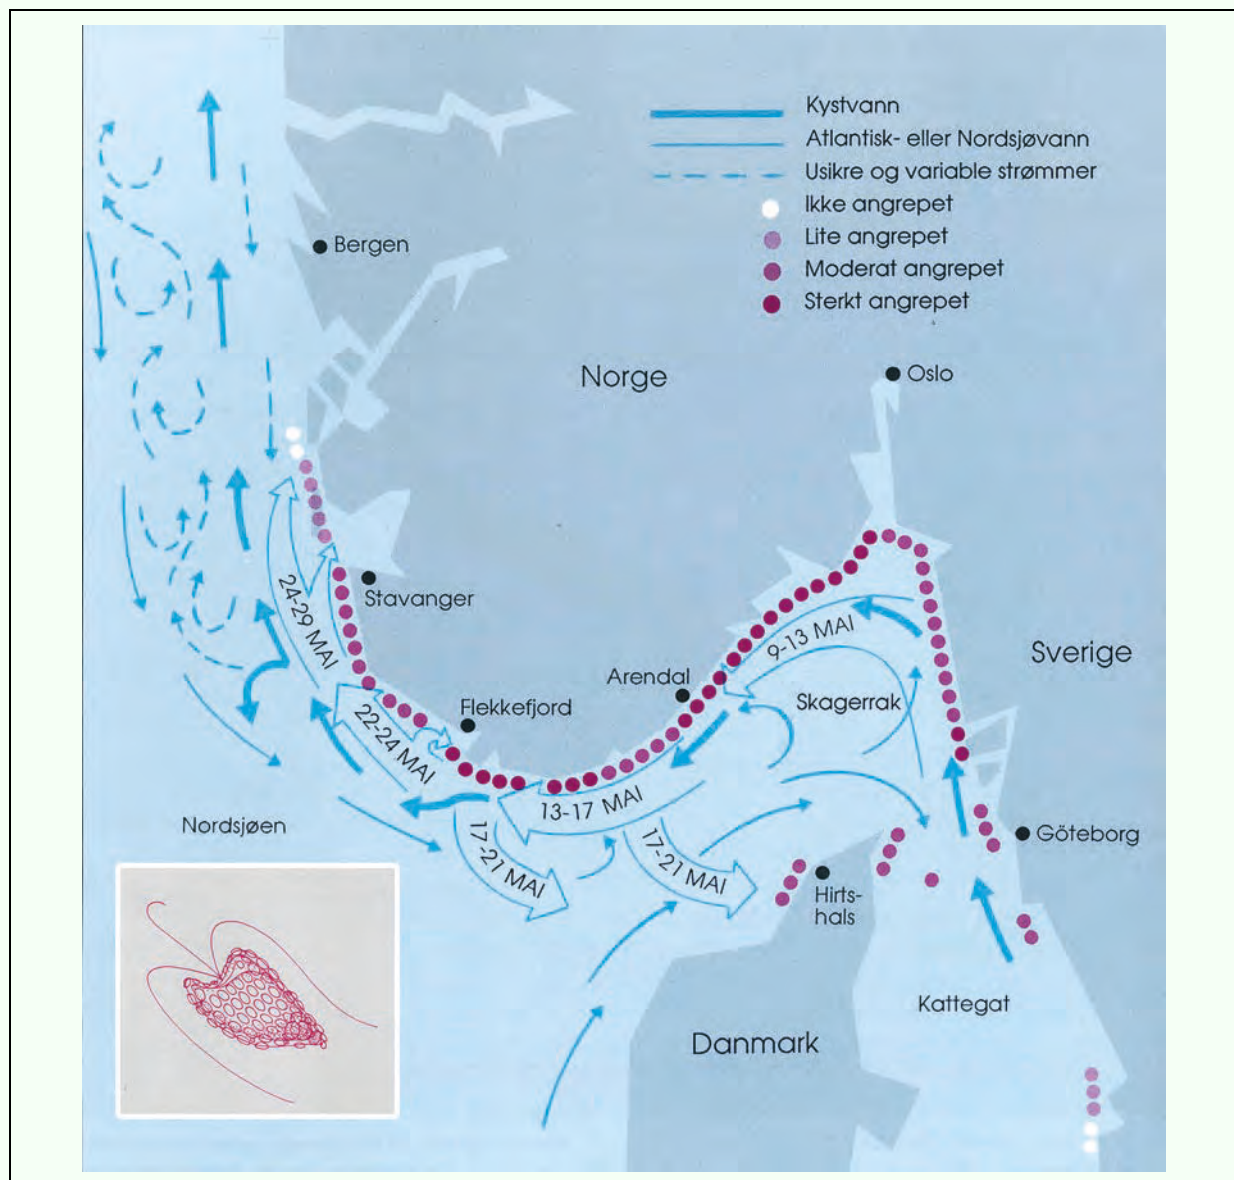 Kystvann
Atlantisk- eller Nordsjøvann
Usikre og variable strømmer
Ikke angrepet
Lite angrepet
Moderat angrepet
Sterkt angrepet
Bergen
Norge
Oslo
Stavanger
24-29 MAI
9-13 MAI
Sverige
Arendal
Skagerrak
Flekkefjord
22-24 MAI
13-17 MAI
Nordsjøen
17-21 MAI
17-21 MAI
Göteborg
Hirts-
hals
Kattegat
Danmark